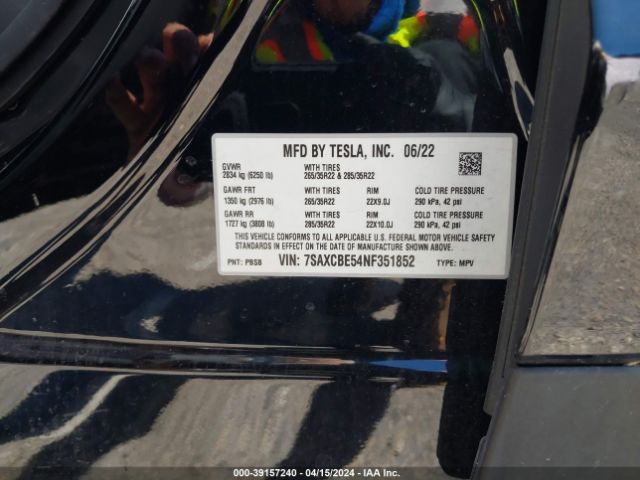 MFD BY TESLA, INC. 06/22
GVWR WITH TIRES
2834 kg (6250 lb) 265/35R22 & 285/35R22
GAWR FRT WITH TIRES RIM COLD TIRE PRESSURE
1350 kg (2976 lb) 265/35R22 22X9.0J 290 kPa, 42 psi
GAWR RR WITH TIRES RIM COLD TIRE PRESSURE
1727 kg (3808 lb) 285/35R22 22X10.0J 290 kPa, 42 psi
THIS VEHICLE CONFORMS TO ALL APPLICABLE U.S. FEDERAL MOTOR VEHICLE SAFETY
STANDARDS IN EFFECT ON THE DATE OF MANUFACTURE SHOWN ABOVE.
PNT: PBSB VIN: 7SAXCBE54NF351852 TYPE: MPV
000-39157240 - 04/15/2024 - IAA Inc.